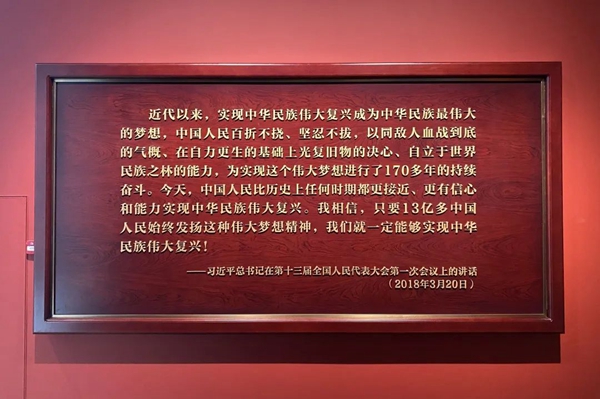 近代以来，实现中华民族伟大复兴成为中华民族最伟大
的梦想，中国人民百折不挠、坚忍不拔，以同敌人血战到底
的气概、在自力更生的基础上光复旧物的决心、自立于世界
民族之林的能力，为实现这个伟大梦想进行了170多年的持续
奋斗。今天，中国人民比历史上任何时期都更接近、更有信心
和能力实现中华民族伟大复兴。我相信，只要13亿多中国
人民始终发扬这种伟大梦想精神，我们就一定能够实现中华
民族伟大复兴！
——习近平总书记在第十三届全国人民代表大会第一次会议上的讲话
（2018年3月20日）